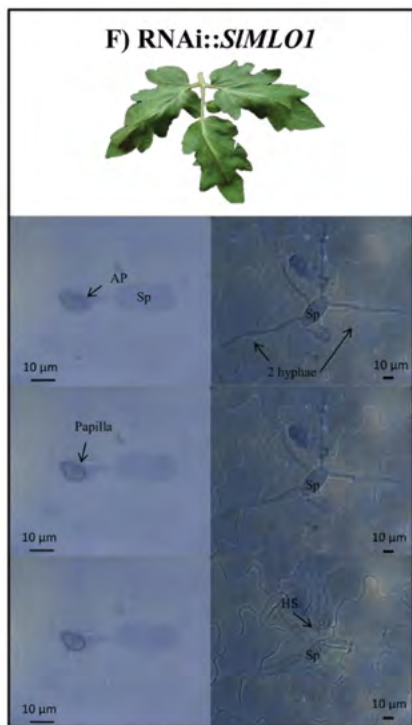 F) RNAi::SlMLO1
AP
Sp
10 µm
Sp
2 hyphae
10 µm
Papilla
10 µm
Sp
10 µm
10 µm
HS
Sp
10 µm